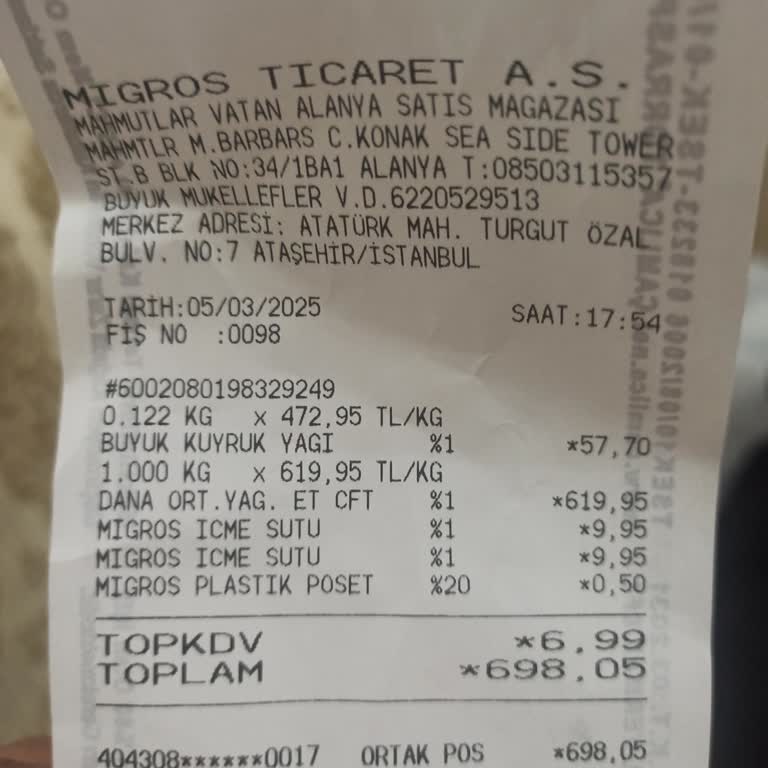 MIGROS TICARET A.S.
MAHMUTLAR VATAN ALANYA SATIS MAGAZASI
MAHMTLR M.BARBARS C.KONAK SEA SIDE TOWER
ST.B BLK NO:34/1BA1 ALANYA T:08503115357
BUYUK MUKELLEFLER V.D.6220529513
MERKEZ ADRESİ: ATATÜRK MAH. TURGUT ÖZAL
BULV. NO:7 ATAŞEHİR/İSTANBUL
TARİH:05/03/2025 SAAT:17:54
FİŞ NO :0098
#6002080198329249
0.122 KG x 472,95 TL/KG
BUYUK KUYRUK YAGI %1 *57,70
1.000 KG x 619,95 TL/KG
DANA ORT.YAG. ET CFT %1 *619,95
MIGROS ICME SUTU %1 *9,95
MIGROS ICME SUTU %1 *9,95
MIGROS PLASTIK POSET %20 *0,50
TOPKDV *6.99
TOPLAM *698.05
404308******0017 ORTAK POS *698,05